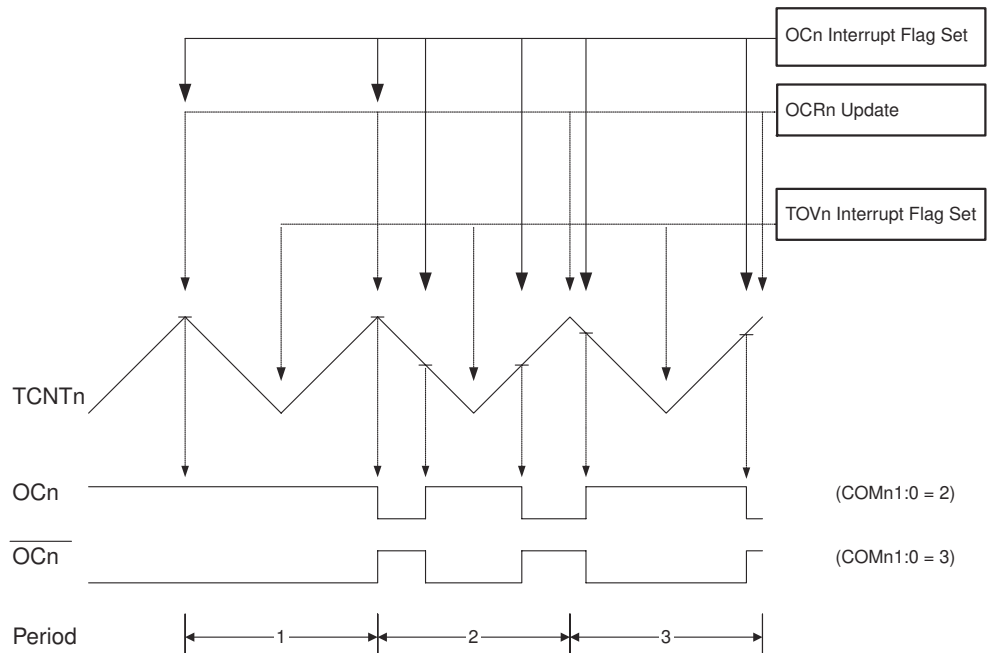 OCn Interrupt Flag Set
OCRn Update
TOVn Interrupt Flag Set
TCNTn
OCn
(COMn1:0 = 2)
OCn
(COMn1:0 = 3)
Period
1
2
3